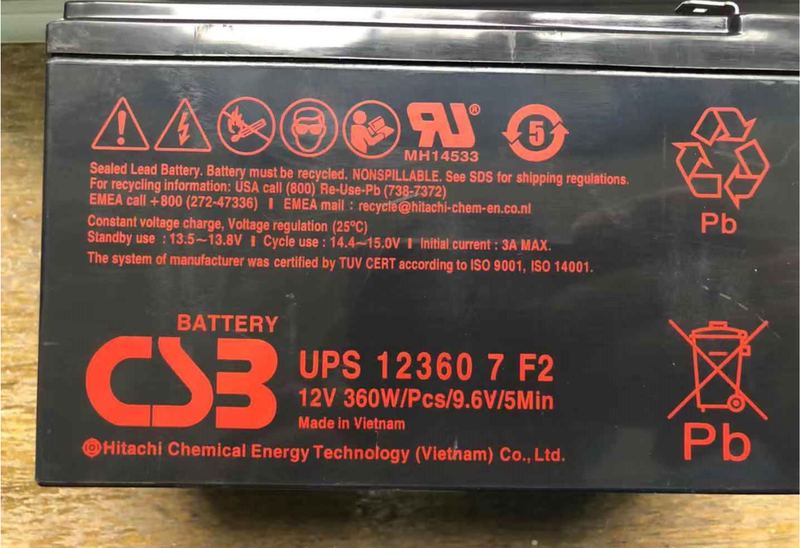 MH14533
5
Sealed Lead Battery. Battery must be recycled. NONSPILLABLE. See SDS for shipping regulations.
For recycling information: USA call (800) Re-Use-Pb (738-7372)
EMEA call +800 (272-47336) ❙ EMEA mail : recycle@hitachi-chem-en.co.nl
Constant voltage charge, Voltage regulation (25ºC)
Standby use : 13.5~13.8V ❙ Cycle use : 14.4~15.0V ❙ Initial current : 3A MAX.
The system of manufacturer was certified by TUV CERT according to ISO 9001, ISO 14001.
Pb
BATTERY
CSB
UPS 12360 7 F2
12V 360W/Pcs/9.6V/5Min
Made in Vietnam
Hitachi Chemical Energy Technology (Vietnam) Co., Ltd.
Pb